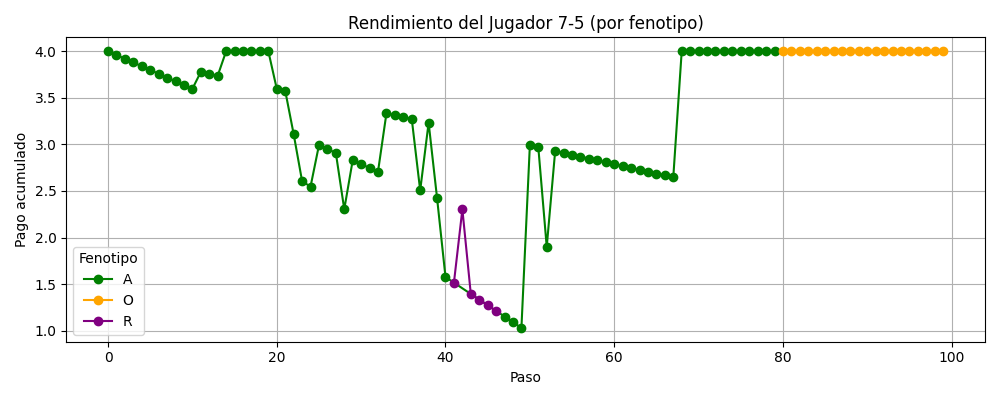 Rendimiento del Jugador 7-5 (por fenotipo)
Pago acumulado
4.0
3.5
3.0
2.5
2.0
1.5
1.0
Fenotipo
A
O
R
0
20
40
60
80
100
Paso